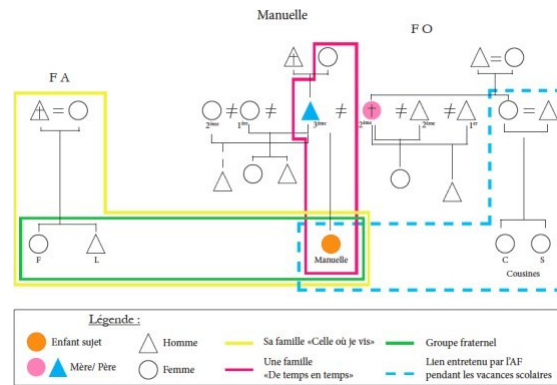 Manuelle
F A
F O
2ème
1ère
3ème
2ème
2ème
1er
F
L
Manuelle
C
S
Cousines
Légende :
Enfant sujet
Homme
Sa famille «Celle où je vis»
Groupe fraternel
Mère/ Père
Femme
Une famille
«De temps en temps»
Lien entretenu par l'AF
pendant les vacances scolaires